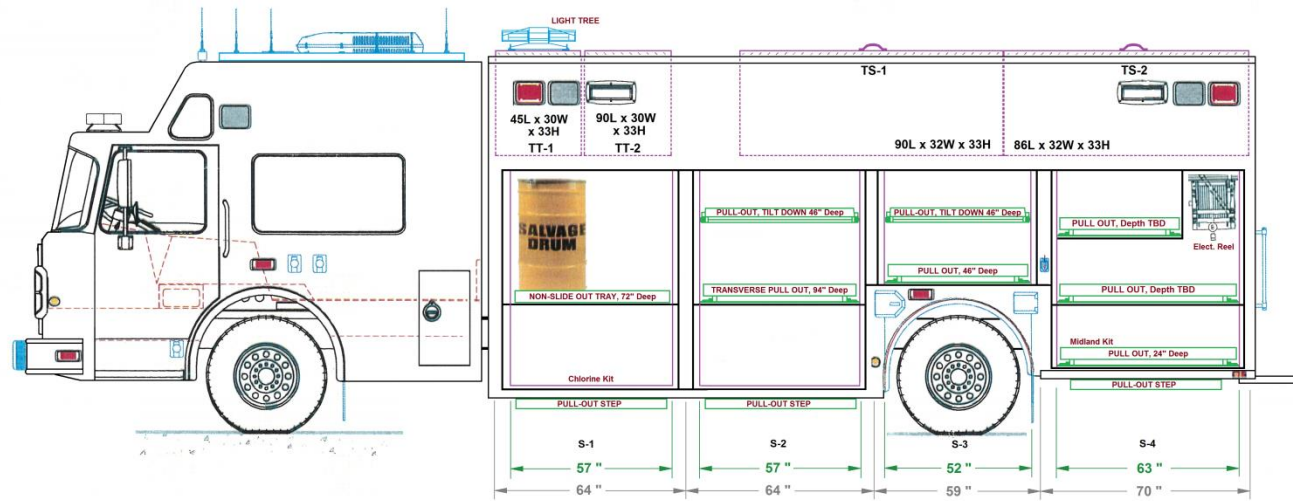 LIGHT TREE
TS-1
TS-2
45L x 30W
x 33H
TT-1
90L x 30W
x 33H
TT-2
90L x 32W x 33H
86L x 32W x 33H
SALVAGE
DRUM
PULL-OUT, TILT DOWN 46" Deep
PULL-OUT, TILT DOWN 46" Deep
PULL OUT, Depth TBD
Elect. Reel
PULL OUT, 46" Deep
NON-SLIDE OUT TRAY, 72" Deep
TRANSVERSE PULL OUT, 94" Deep
PULL OUT, Depth TBD
Midland Kit
PULL OUT, 24" Deep
Chlorine Kit
PULL-OUT STEP
PULL-OUT STEP
PULL-OUT STEP
S-1
S-2
S-3
S-4
57 "
57 "
52 "
63 "
64 "
64 "
59 "
70 "